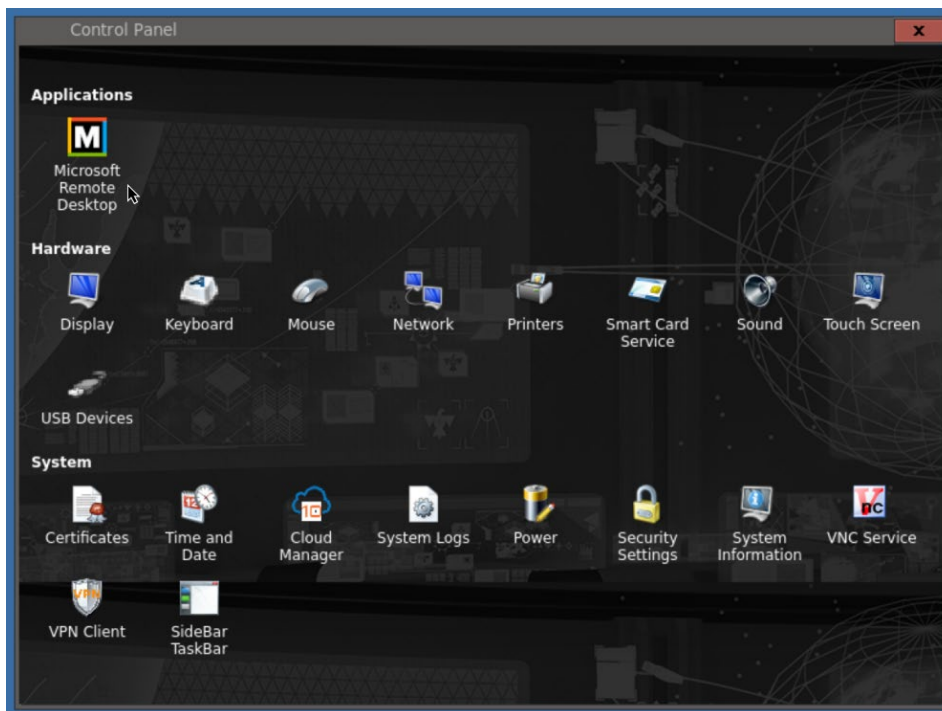 Control Panel
x
Applications
M
Microsoft
Remote
Desktop
Hardware
Display
Keyboard
Mouse
Network
Printers
Smart Card
Service
Sound
Touch Screen
USB Devices
System
Certificates
Time and
Date
Cloud
Manager
System Logs
Power
Security
Settings
System
Information
VNC Service
VPN Client
SideBar
TaskBar